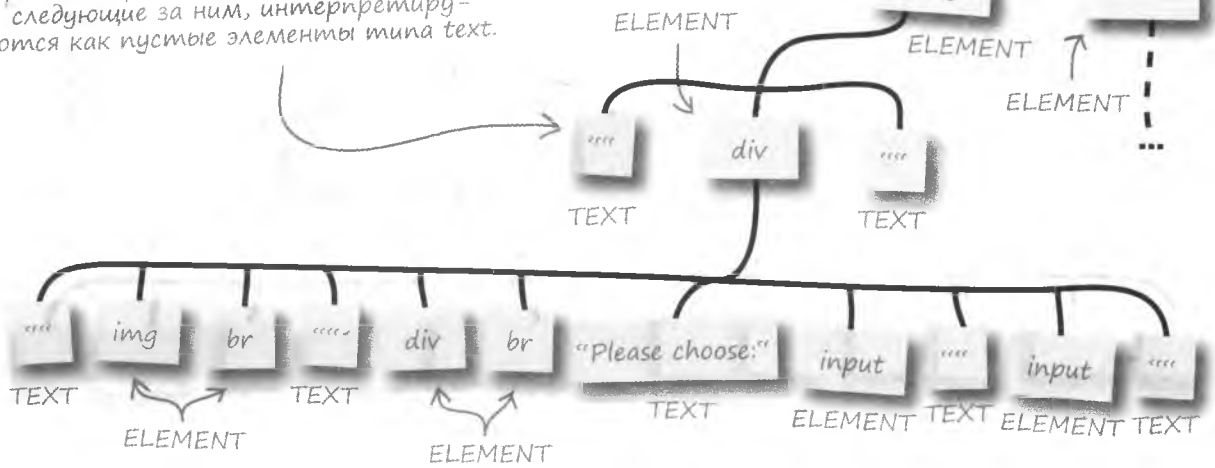 следующие за ним, интерпретиру-
ются как пустые элементы типа text.
ELEMENT
ELEMENT
ELEMENT
""
div
""
TEXT
TEXT
""
img
br
""
div
br
"Please choose:"
input
""
input
""
TEXT
TEXT
TEXT
ELEMENT
TEXT
ELEMENT
TEXT
ELEMENT
ELEMENT